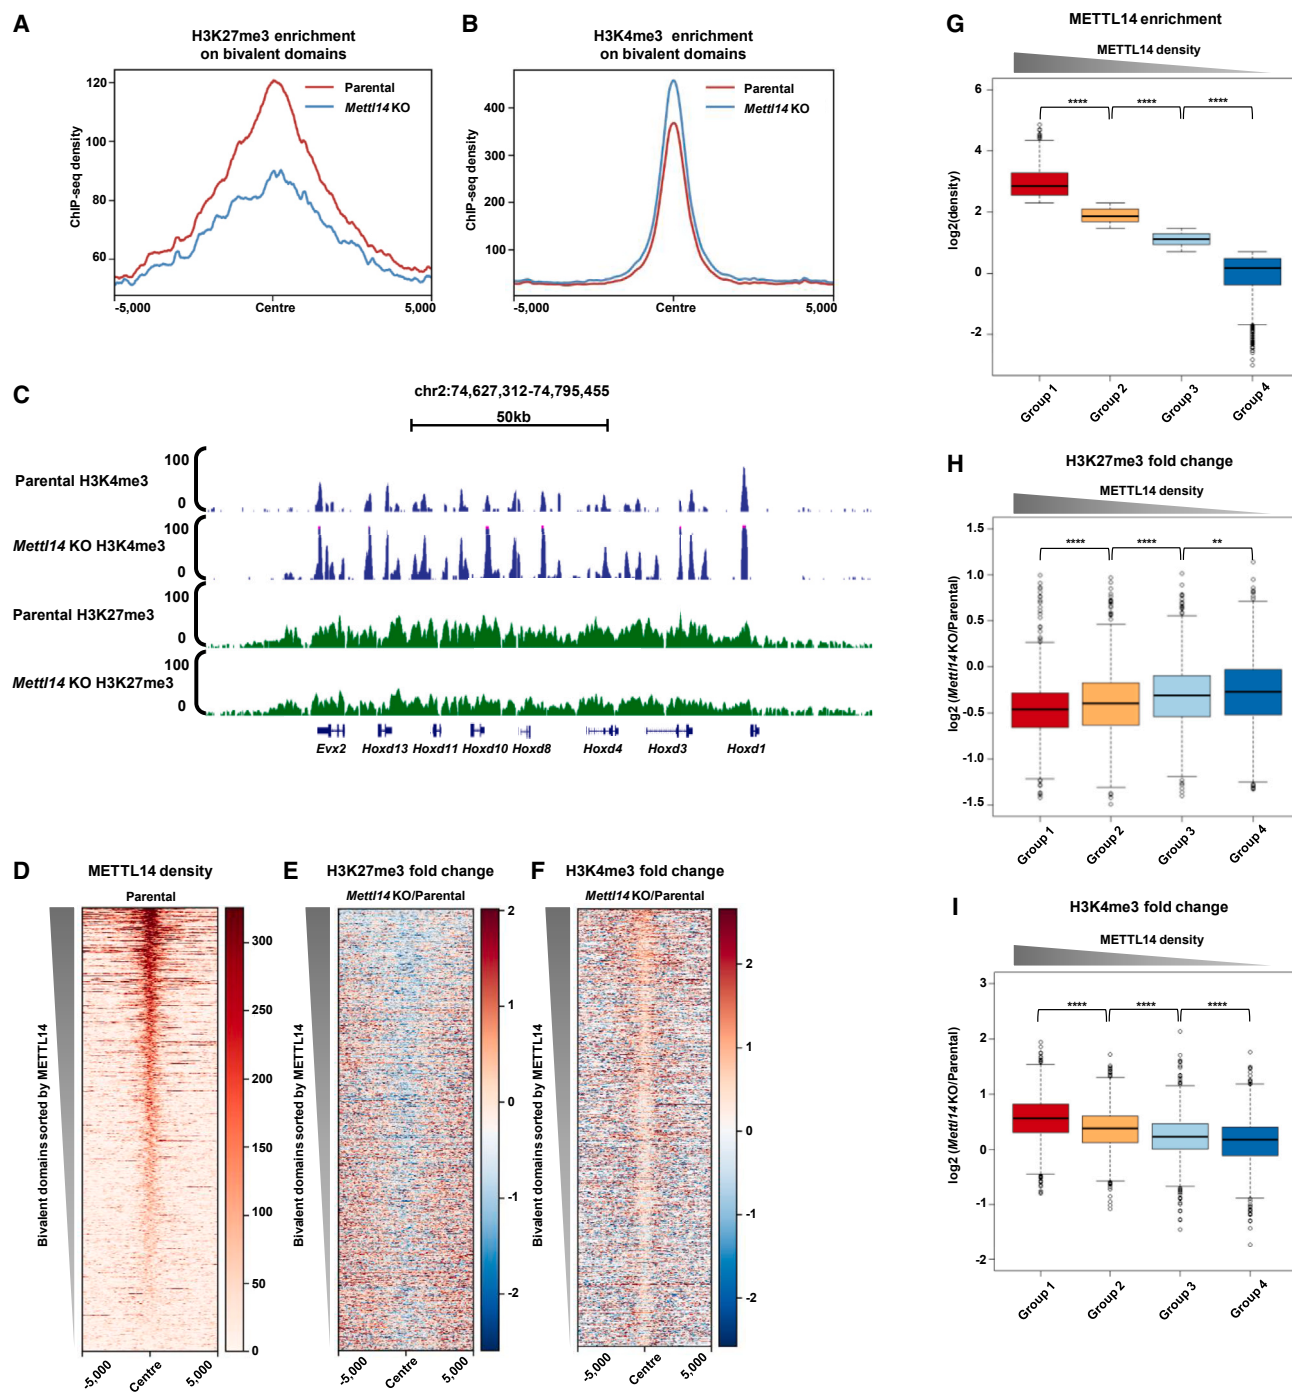 A
H3K27me3 enrichment
on bivalent domains
ChIP-seq density
120
100
80
60
Parental
Mettl14 KO
-5,000
Centre
5,000
B
H3K4me3 enrichment
on bivalent domains
ChIP-seq density
400
300
200
100
Parental
Mettl14 KO
-5,000
Centre
5,000
C
chr2:74,627,312-74,795,455
50kb
Parental H3K4me3
100
0
Mettl14 KO H3K4me3
100
0
Parental H3K27me3
100
0
Mettl14 KO H3K27me3
100
0
Evx2 Hoxd13 Hoxd11 Hoxd10 Hoxd8 Hoxd4 Hoxd3 Hoxd1
D
METTL14 density
Parental
Bivalent domains sorted by METTL14
300
250
200
150
100
50
0
-5,000
Centre
5,000
E
H3K27me3 fold change
Mettl14 KO/Parental
Bivalent domains sorted by METTL14
2
1
0
-1
-2
-5,000
Centre
5,000
F
H3K4me3 fold change
Mettl14 KO/Parental
Bivalent domains sorted by METTL14
2
1
0
-1
-2
-5,000
Centre
5,000
G
METTL14 enrichment
METTL14 density
log2(density)
6
4
2
0
-2
**** **** ****
Group 1
Group 2
Group 3
Group 4
H
H3K27me3 fold change
METTL14 density
log2 (Mettl14 KO/Parental)
1.5
1.0
0.5
0.0
-0.5
-1.0
-1.5
**** **** **
Group 1
Group 2
Group 3
Group 4
I
H3K4me3 fold change
METTL14 density
log2 (Mettl14 KO/Parental)
3
2
1
0
-1
-2
**** **** ****
Group 1
Group 2
Group 3
Group 4